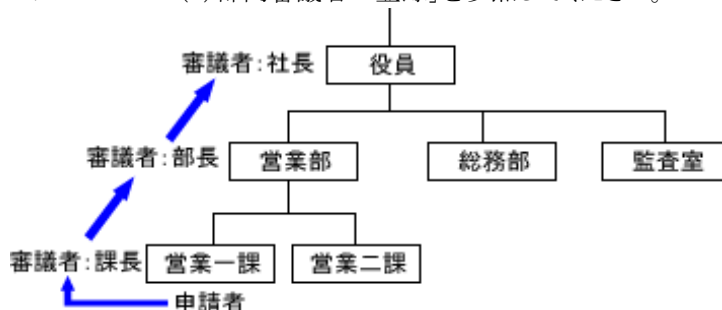 審議者:社長 役員
審議者:部長 営業部 総務部 監査室
審議者:課長 営業一課 営業二課
申請者